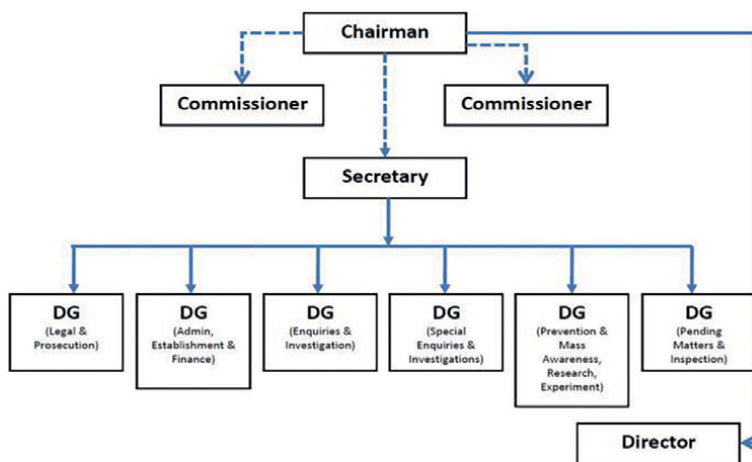 Chairman
Commissioner
Commissioner
Secretary
DG
(Legal &
Prosecution)
DG
(Admin,
Establishment &
Finance)
DG
(Enquiries &
Investigation)
DG
(Special
Enquiries &
Investigations)
DG
(Prevention &
Mass
Awareness,
Research,
Experiment)
DG
(Pending
Matters &
Inspection)
Director